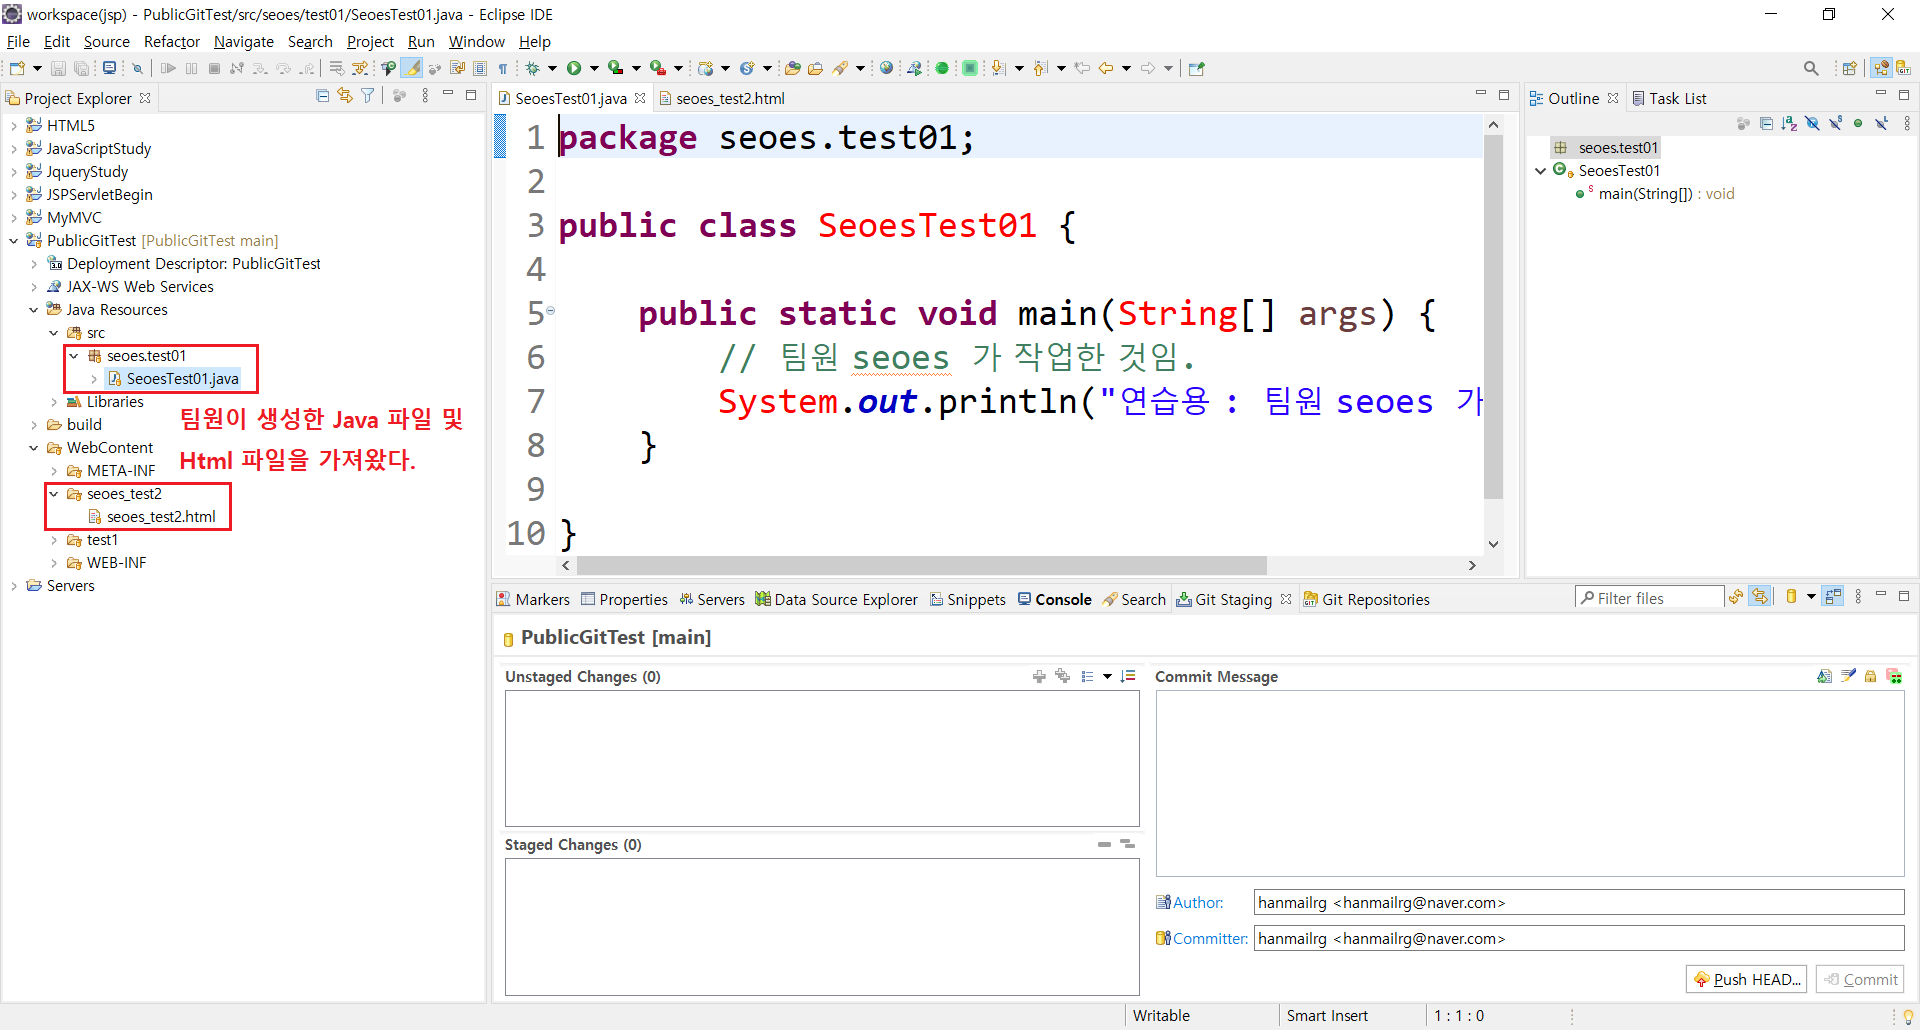 workspace(jsp) - PublicGitTest/src/seoes/test01/SeoesTest01.java - Eclipse IDE
File Edit Source Refactor Navigate Search Project Run Window Help
Project Explorer
HTML5
JavaScriptStudy
JqueryStudy
JSPServletBegin
MyMVC
PublicGitTest [PublicGitTest main]
Deployment Descriptor: PublicGitTest
JAX-WS Web Services
Java Resources
src
seoes.test01
SeoesTest01.java
Libraries
build
WebContent
META-INF
seoes_test2
seoes_test2.html
test1
WEB-INF
Servers
팀원이 생성한 Java 파일 및
Html 파일을 가져왔다.
SeoesTest01.java seoes_test2.html
1 package seoes.test01;
2
3 public class SeoesTest01 {
4
5 public static void main(String[] args) {
6 // 팀원 seoes 가 작업한 것임.
7 System.out.println("연습용 : 팀원 seoes 가
8 }
9
10 }
Outline Task List
seoes.test01
SeoesTest01
main(String[]) : void
Markers Properties Servers Data Source Explorer Snippets Console Search Git Staging Git Repositories
Filter files
PublicGitTest [main]
Unstaged Changes (0)
Staged Changes (0)
Commit Message
Author: hanmailrg <hanmailrg@naver.com>
Committer: hanmailrg <hanmailrg@naver.com>
Push HEAD... Commit
Writable Smart Insert 1 : 1 : 0